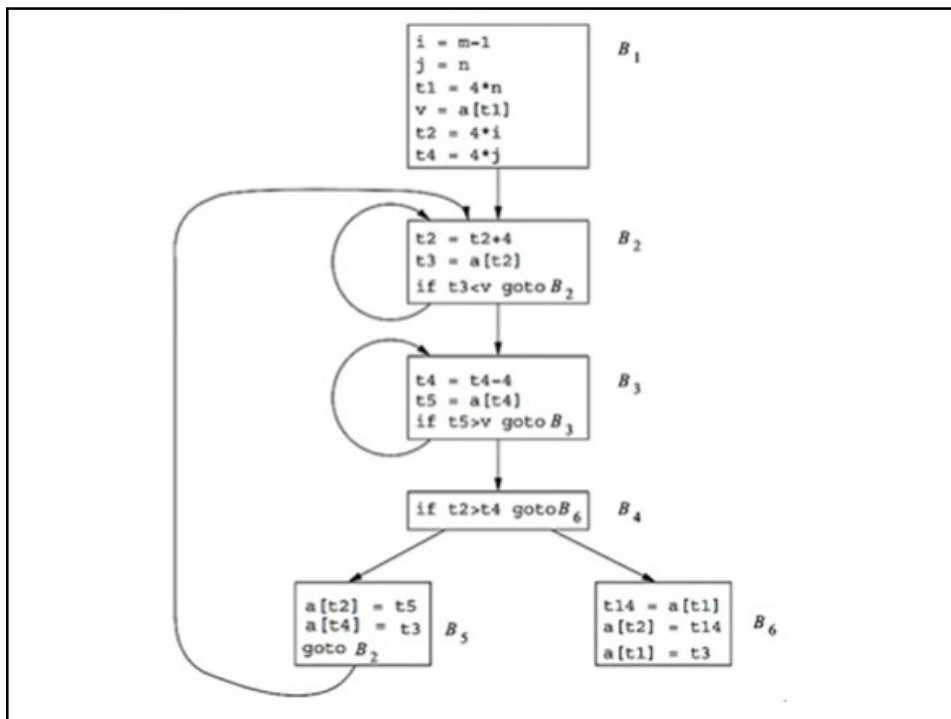 i = m-1
j = n
t1 = 4*n
v = a[t1]
t2 = 4*i
t4 = 4*j
B1
t2 = t2+4
t3 = a[t2]
if t3<v goto B2
B2
t4 = t4-4
t5 = a[t4]
if t5>v goto B3
B3
if t2>t4 goto B6
B4
a[t2] = t5
a[t4] = t3
goto B2
B5
t14 = a[t1]
a[t2] = t14
a[t1] = t3
B6